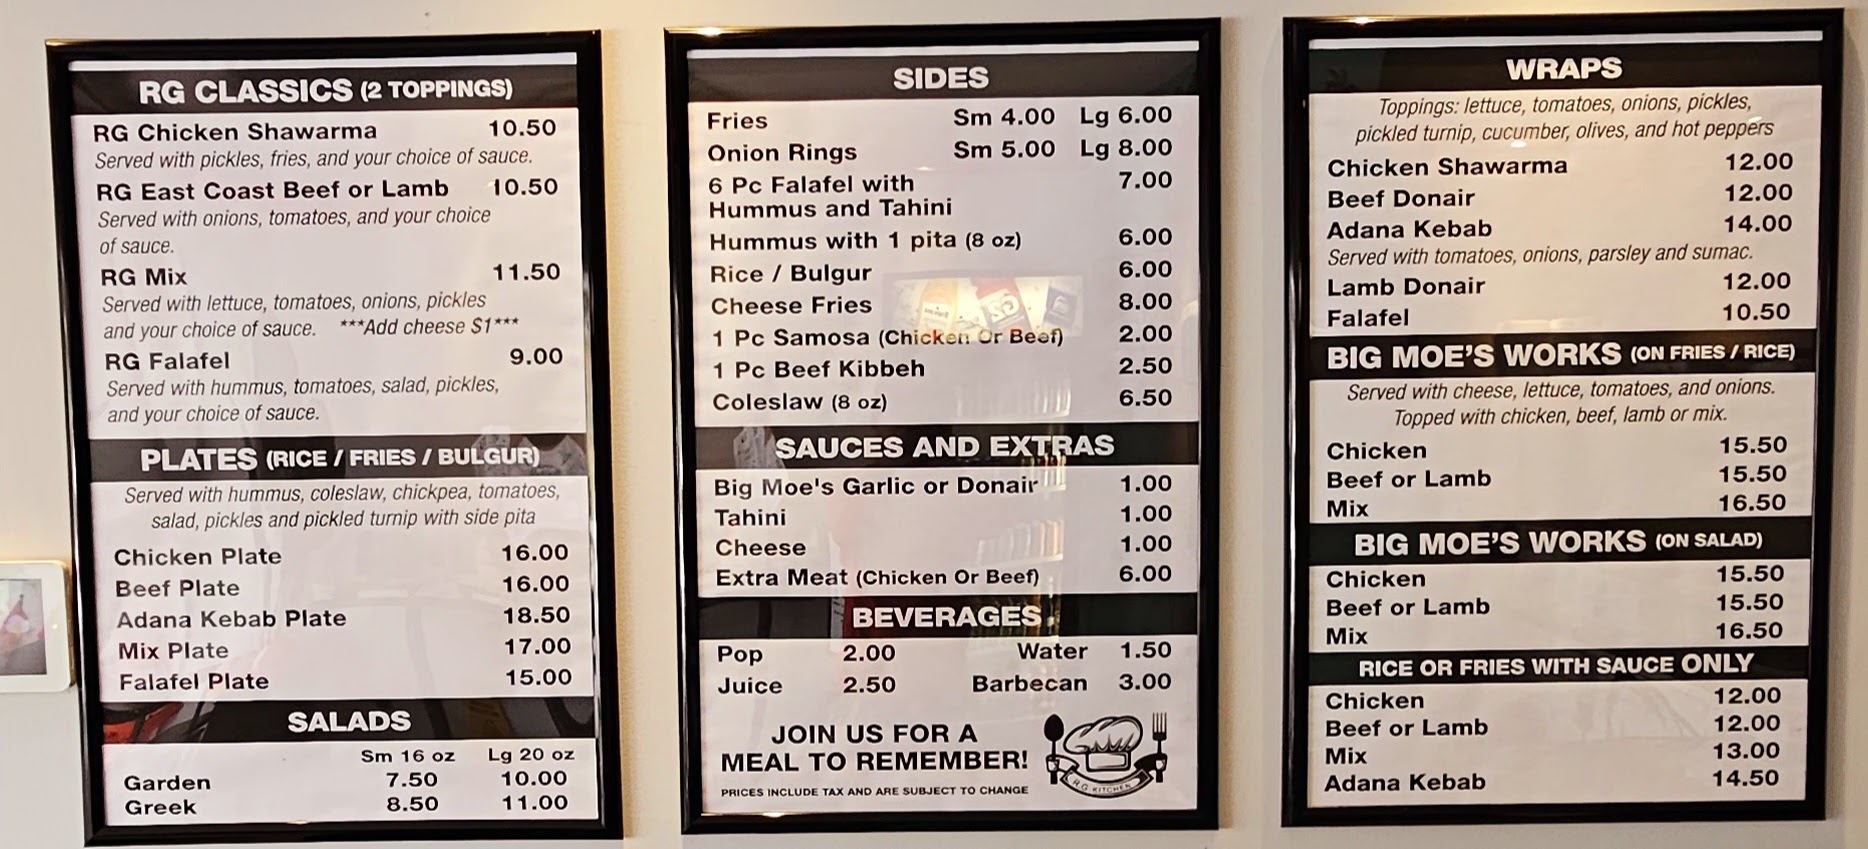 RG CLASSICS (2 TOPPINGS)
RG Chicken Shawarma 10.50
Served with pickles, fries, and your choice of sauce.
RG East Coast Beef or Lamb 10.50
Served with onions, tomatoes, and your choice
of sauce.
RG Mix 11.50
Served with lettuce, tomatoes, onions, pickles
and your choice of sauce. ***Add cheese $1***
RG Falafel 9.00
Served with hummus, tomatoes, salad, pickles,
and your choice of sauce.
PLATES (RICE / FRIES / BULGUR)
Served with hummus, coleslaw, chickpea, tomatoes,
salad, pickles and pickled turnip with side pita
Chicken Plate 16.00
Beef Plate 16.00
Adana Kebab Plate 18.50
Mix Plate 17.00
Falafel Plate 15.00
SALADS
Sm 16 oz Lg 20 oz
Garden 7.50 10.00
Greek 8.50 11.00
SIDES
Fries Sm 4.00 Lg 6.00
Onion Rings Sm 5.00 Lg 8.00
6 Pc Falafel with 7.00
Hummus and Tahini
Hummus with 1 pita (8 oz) 6.00
Rice / Bulgur 6.00
Cheese Fries 8.00
1 Pc Samosa (Chicken Or Beef) 2.00
1 Pc Beef Kibbeh 2.50
Coleslaw (8 oz) 6.50
SAUCES AND EXTRAS
Big Moe's Garlic or Donair 1.00
Tahini 1.00
Cheese 1.00
Extra Meat (Chicken Or Beef) 6.00
BEVERAGES
Pop 2.00 Water 1.50
Juice 2.50 Barbecan 3.00
JOIN US FOR A
MEAL TO REMEMBER!
PRICES INCLUDE TAX AND ARE SUBJECT TO CHANGE
R.G KITCHEN
WRAPS
Toppings: lettuce, tomatoes, onions, pickles,
pickled turnip, cucumber, olives, and hot peppers
Chicken Shawarma 12.00
Beef Donair 12.00
Adana Kebab 14.00
Served with tomatoes, onions, parsley and sumac.
Lamb Donair 12.00
Falafel 10.50
BIG MOE'S WORKS (ON FRIES / RICE)
Served with cheese, lettuce, tomatoes, and onions.
Topped with chicken, beef, lamb or mix.
Chicken 15.50
Beef or Lamb 15.50
Mix 16.50
BIG MOE'S WORKS (ON SALAD)
Chicken 15.50
Beef or Lamb 15.50
Mix 16.50
RICE OR FRIES WITH SAUCE ONLY
Chicken 12.00
Beef or Lamb 12.00
Mix 13.00
Adana Kebab 14.50